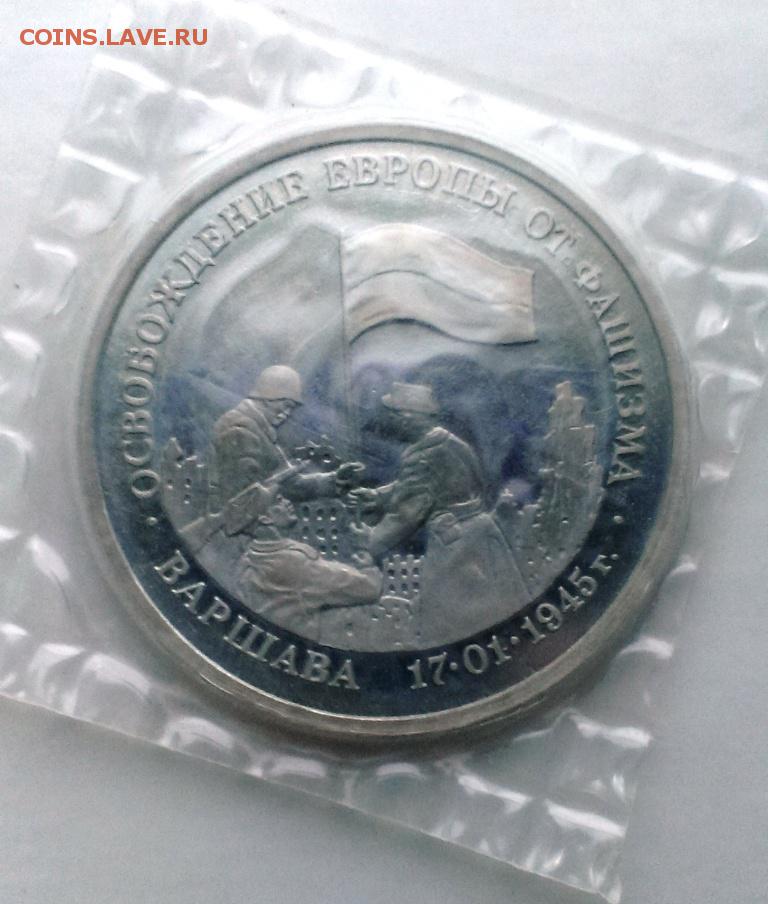 COINS.LAVE.RU
ОСВОБОЖДЕНИЕ ЕВРОПЫ ОТ ФАШИЗМА
ВАРШАВА 17·01·1945 г.